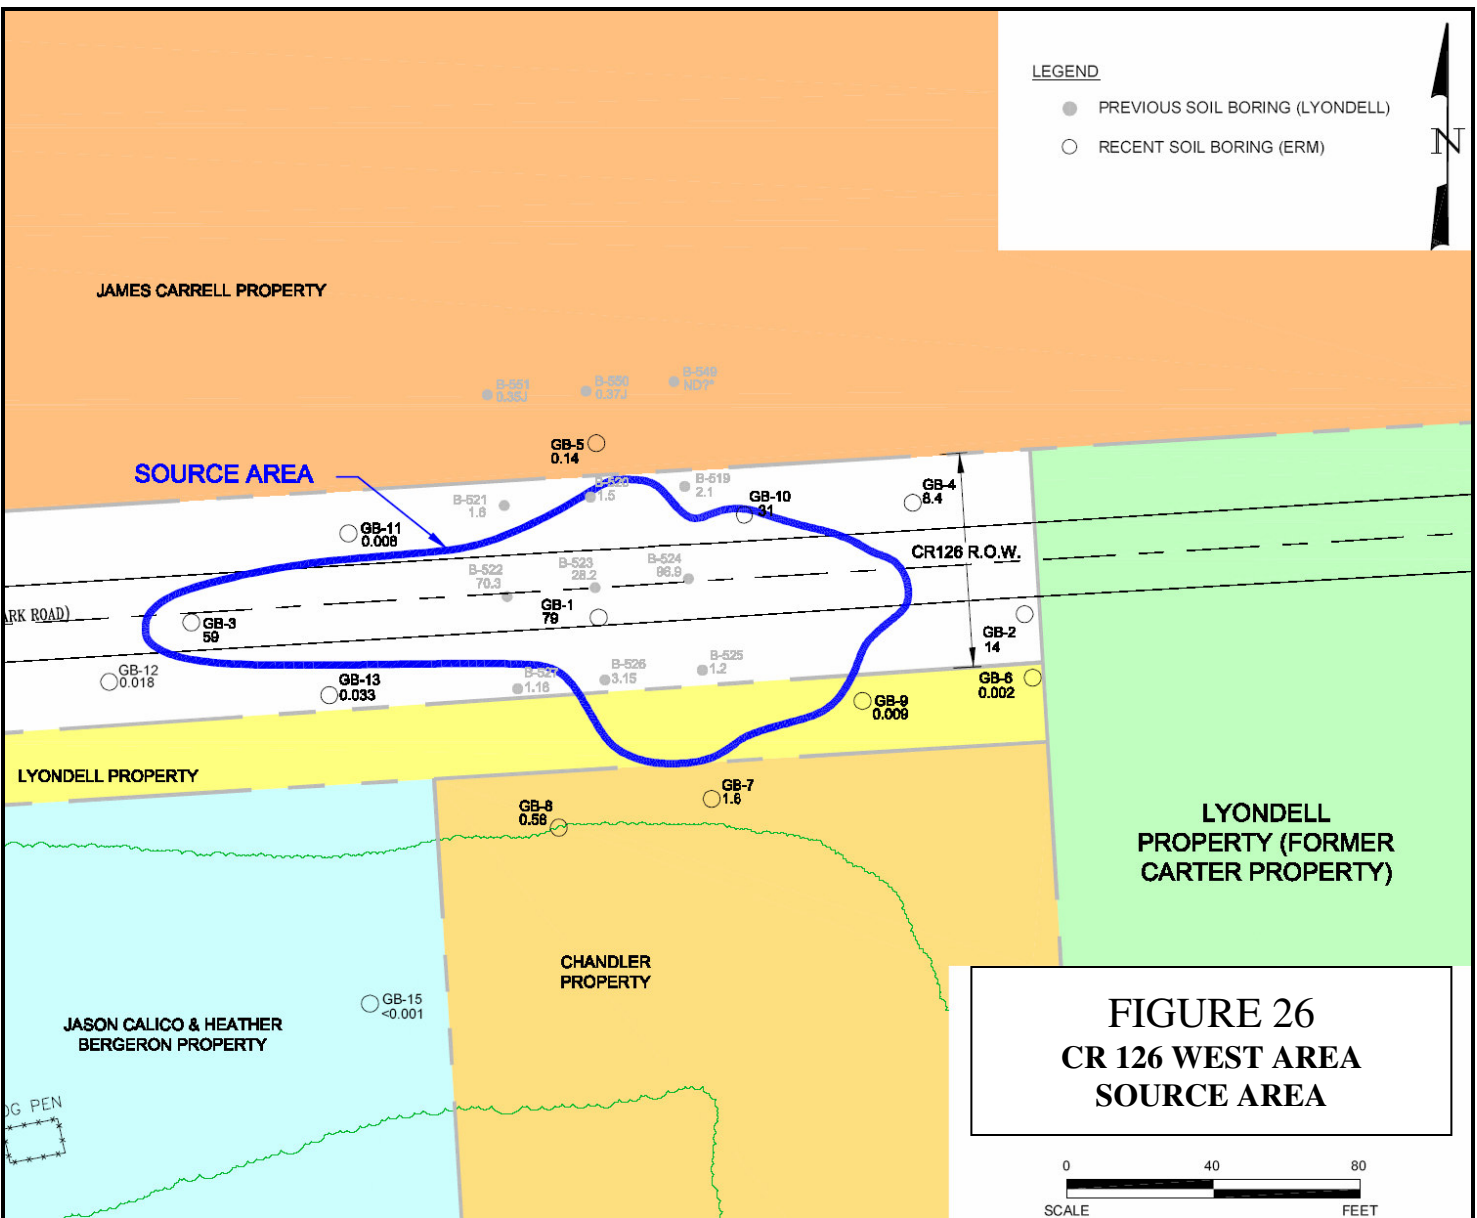 LEGEND
PREVIOUS SOIL BORING (LYONDELL)
RECENT SOIL BORING (ERM)
N
JAMES CARRELL PROPERTY
B-551
0.35J
B-550
0.37J
B-549
ND?*
GB-5
0.14
SOURCE AREA
B-521
1.6
B-520
1.5
B-519
2.1
GB-10
31
GB-4
8.4
GB-11
0.008
CR126 R.O.W.
B-522
70.3
B-523
28.2
B-524
86.9
GB-1
79
ARK ROAD)
GB-3
59
GB-2
14
GB-12
0.018
GB-13
0.033
B-527
1.16
B-526
3.15
B-525
1.2
GB-6
0.002
GB-9
0.009
LYONDELL PROPERTY
GB-8
0.58
GB-7
1.6
LYONDELL
PROPERTY (FORMER
CARTER PROPERTY)
CHANDLER
PROPERTY
GB-15
<0.001
JASON CALICO & HEATHER
BERGERON PROPERTY
OG PEN
FIGURE 26
CR 126 WEST AREA
SOURCE AREA
0 40 80
SCALE FEET